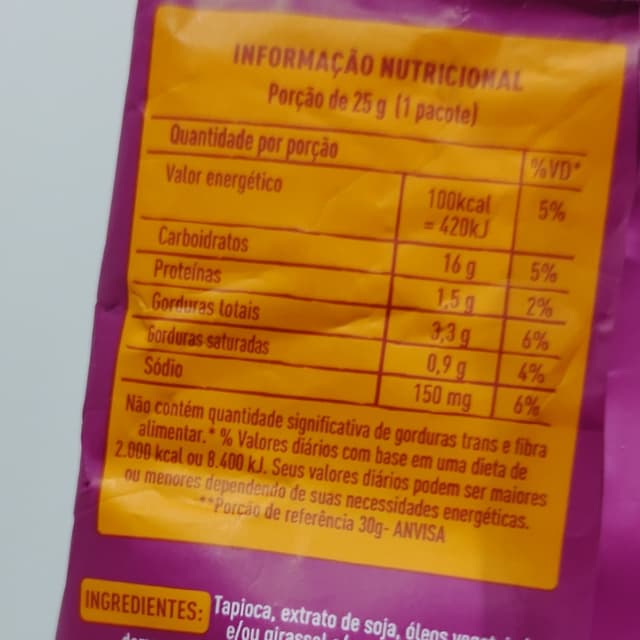 INFORMAÇÃO NUTRICIONAL
Porção de 25 g (1 pacote)
Quantidade por porção %VD*
Valor energético 100kcal = 420kJ 5%
Carboidratos 16 g 5%
Proteínas 1,5 g 2%
Gorduras totais 3,3 g 6%
Gorduras saturadas 0,9 g 4%
Sódio 150 mg 6%
Não contém quantidade significativa de gorduras trans e fibra
alimentar.* % Valores diários com base em uma dieta de
2.000 kcal ou 8.400 kJ. Seus valores diários podem ser maiores
ou menores dependendo de suas necessidades energéticas.
**Porcão de referência 30g- ANVISA
INGREDIENTES: Tapioca, extrato de soja, óleos
e/ou girassol